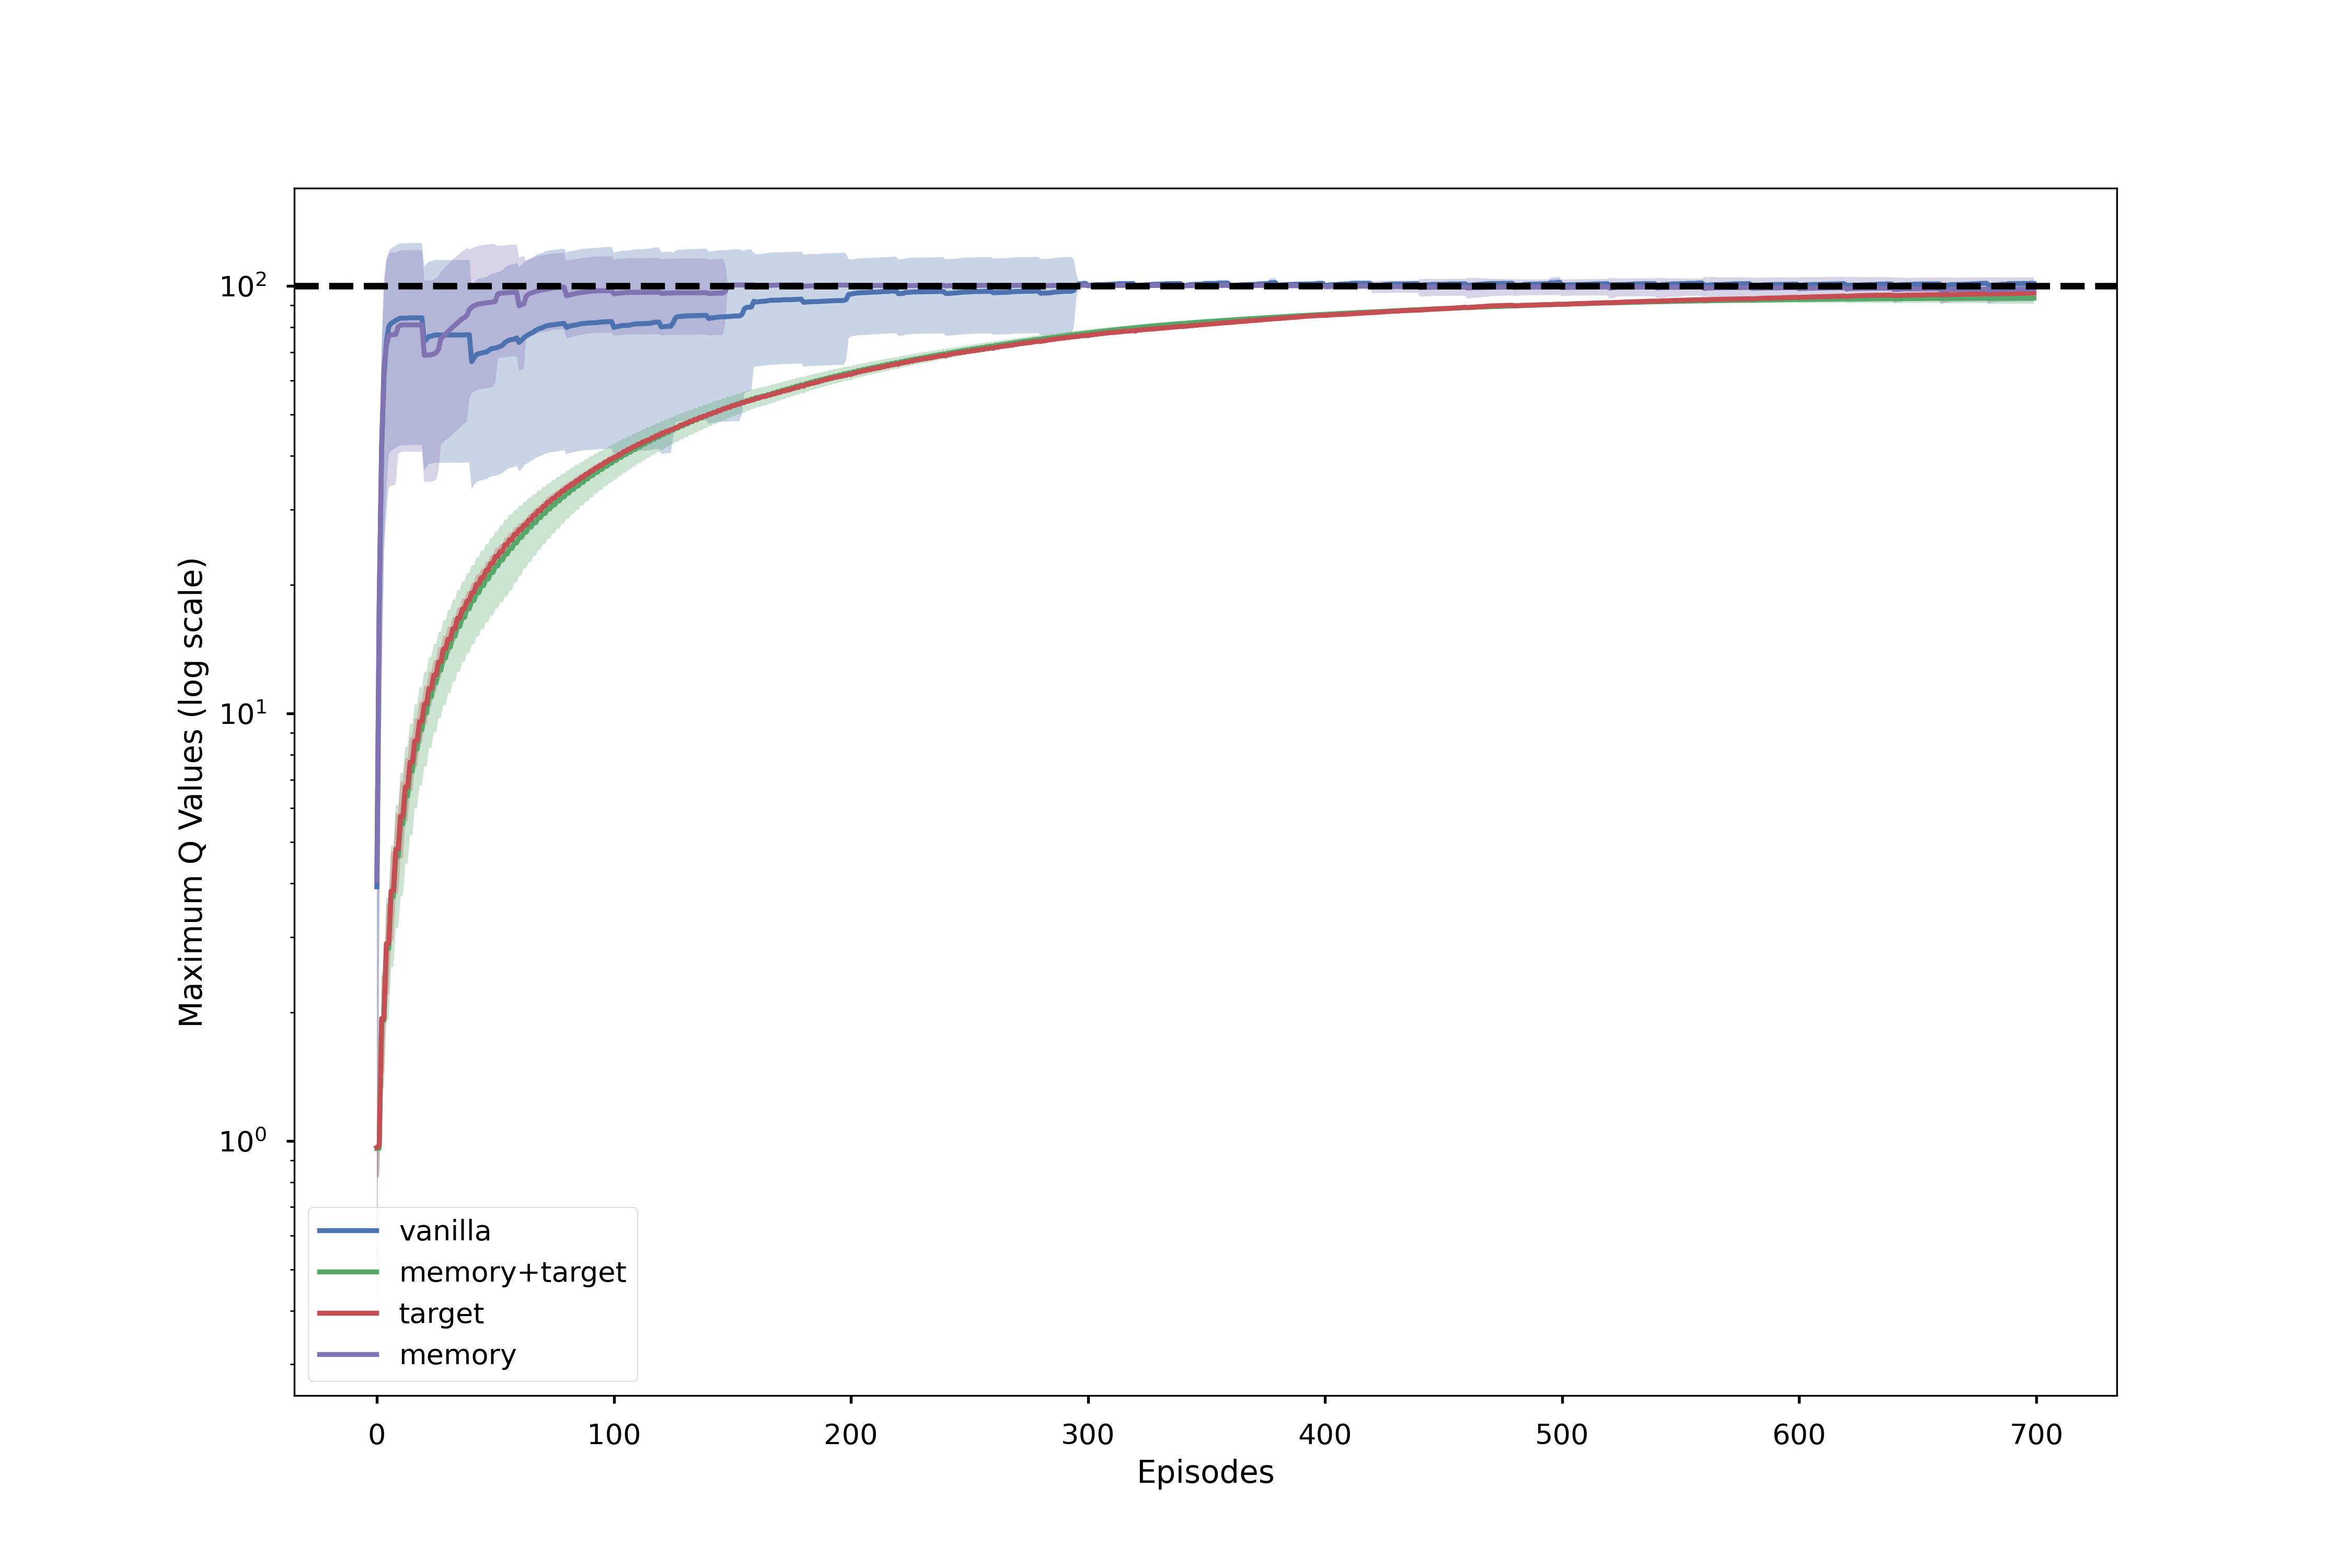 Maximum Q Values (log scale)
10²
10¹
10⁰
vanilla
memory+target
target
memory
0 100 200 300 400 500 600 700
Episodes